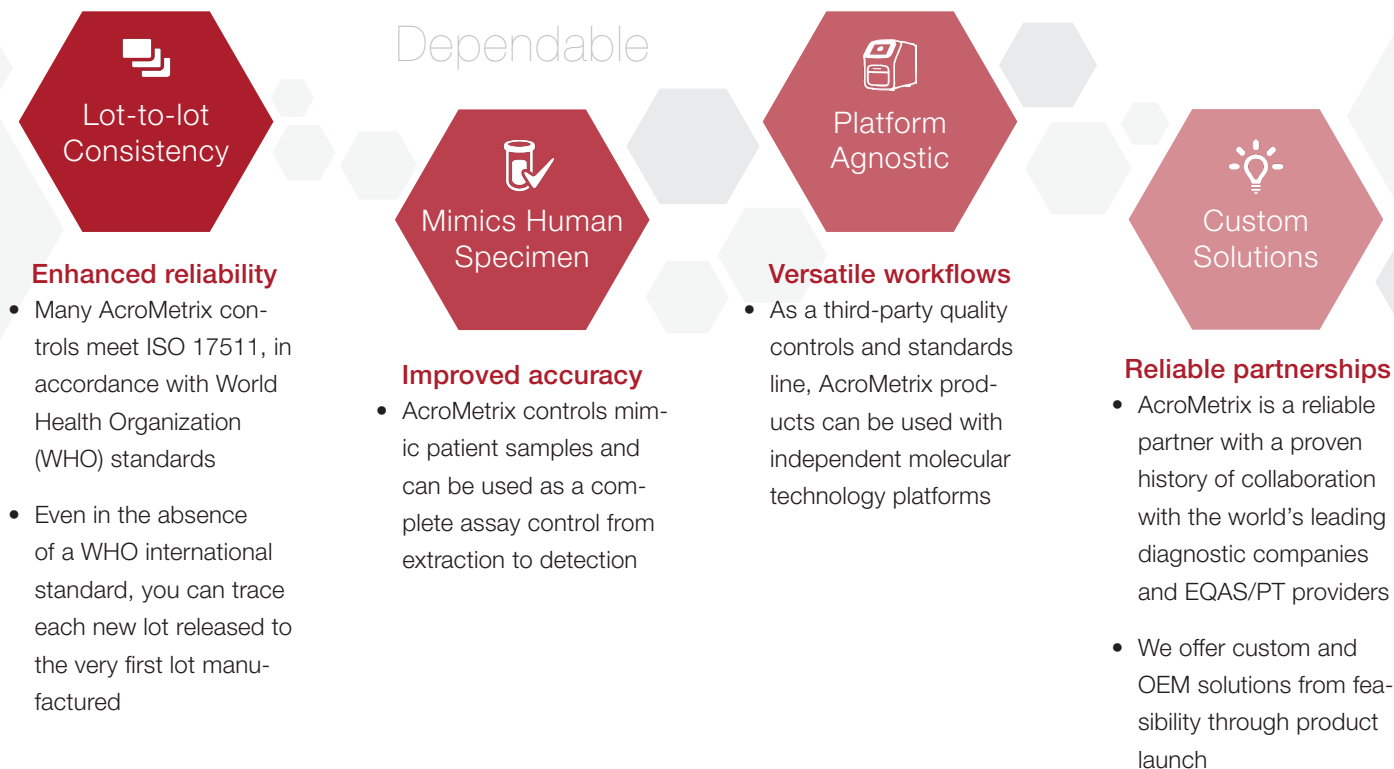 Dependable
Lot-to-lot
Consistency
Enhanced reliability
• Many AcroMetrix con-
trols meet ISO 17511, in
accordance with World
Health Organization
(WHO) standards
• Even in the absence
of a WHO international
standard, you can trace
each new lot released to
the very first lot manu-
factured
Mimics Human
Specimen
Improved accuracy
• AcroMetrix controls mim-
ic patient samples and
can be used as a com-
plete assay control from
extraction to detection
Platform
Agnostic
Versatile workflows
• As a third-party quality
controls and standards
line, AcroMetrix prod-
ucts can be used with
independent molecular
technology platforms
Custom
Solutions
Reliable partnerships
• AcroMetrix is a reliable
partner with a proven
history of collaboration
with the world's leading
diagnostic companies
and EQAS/PT providers
• We offer custom and
OEM solutions from fea-
sibility through product
launch